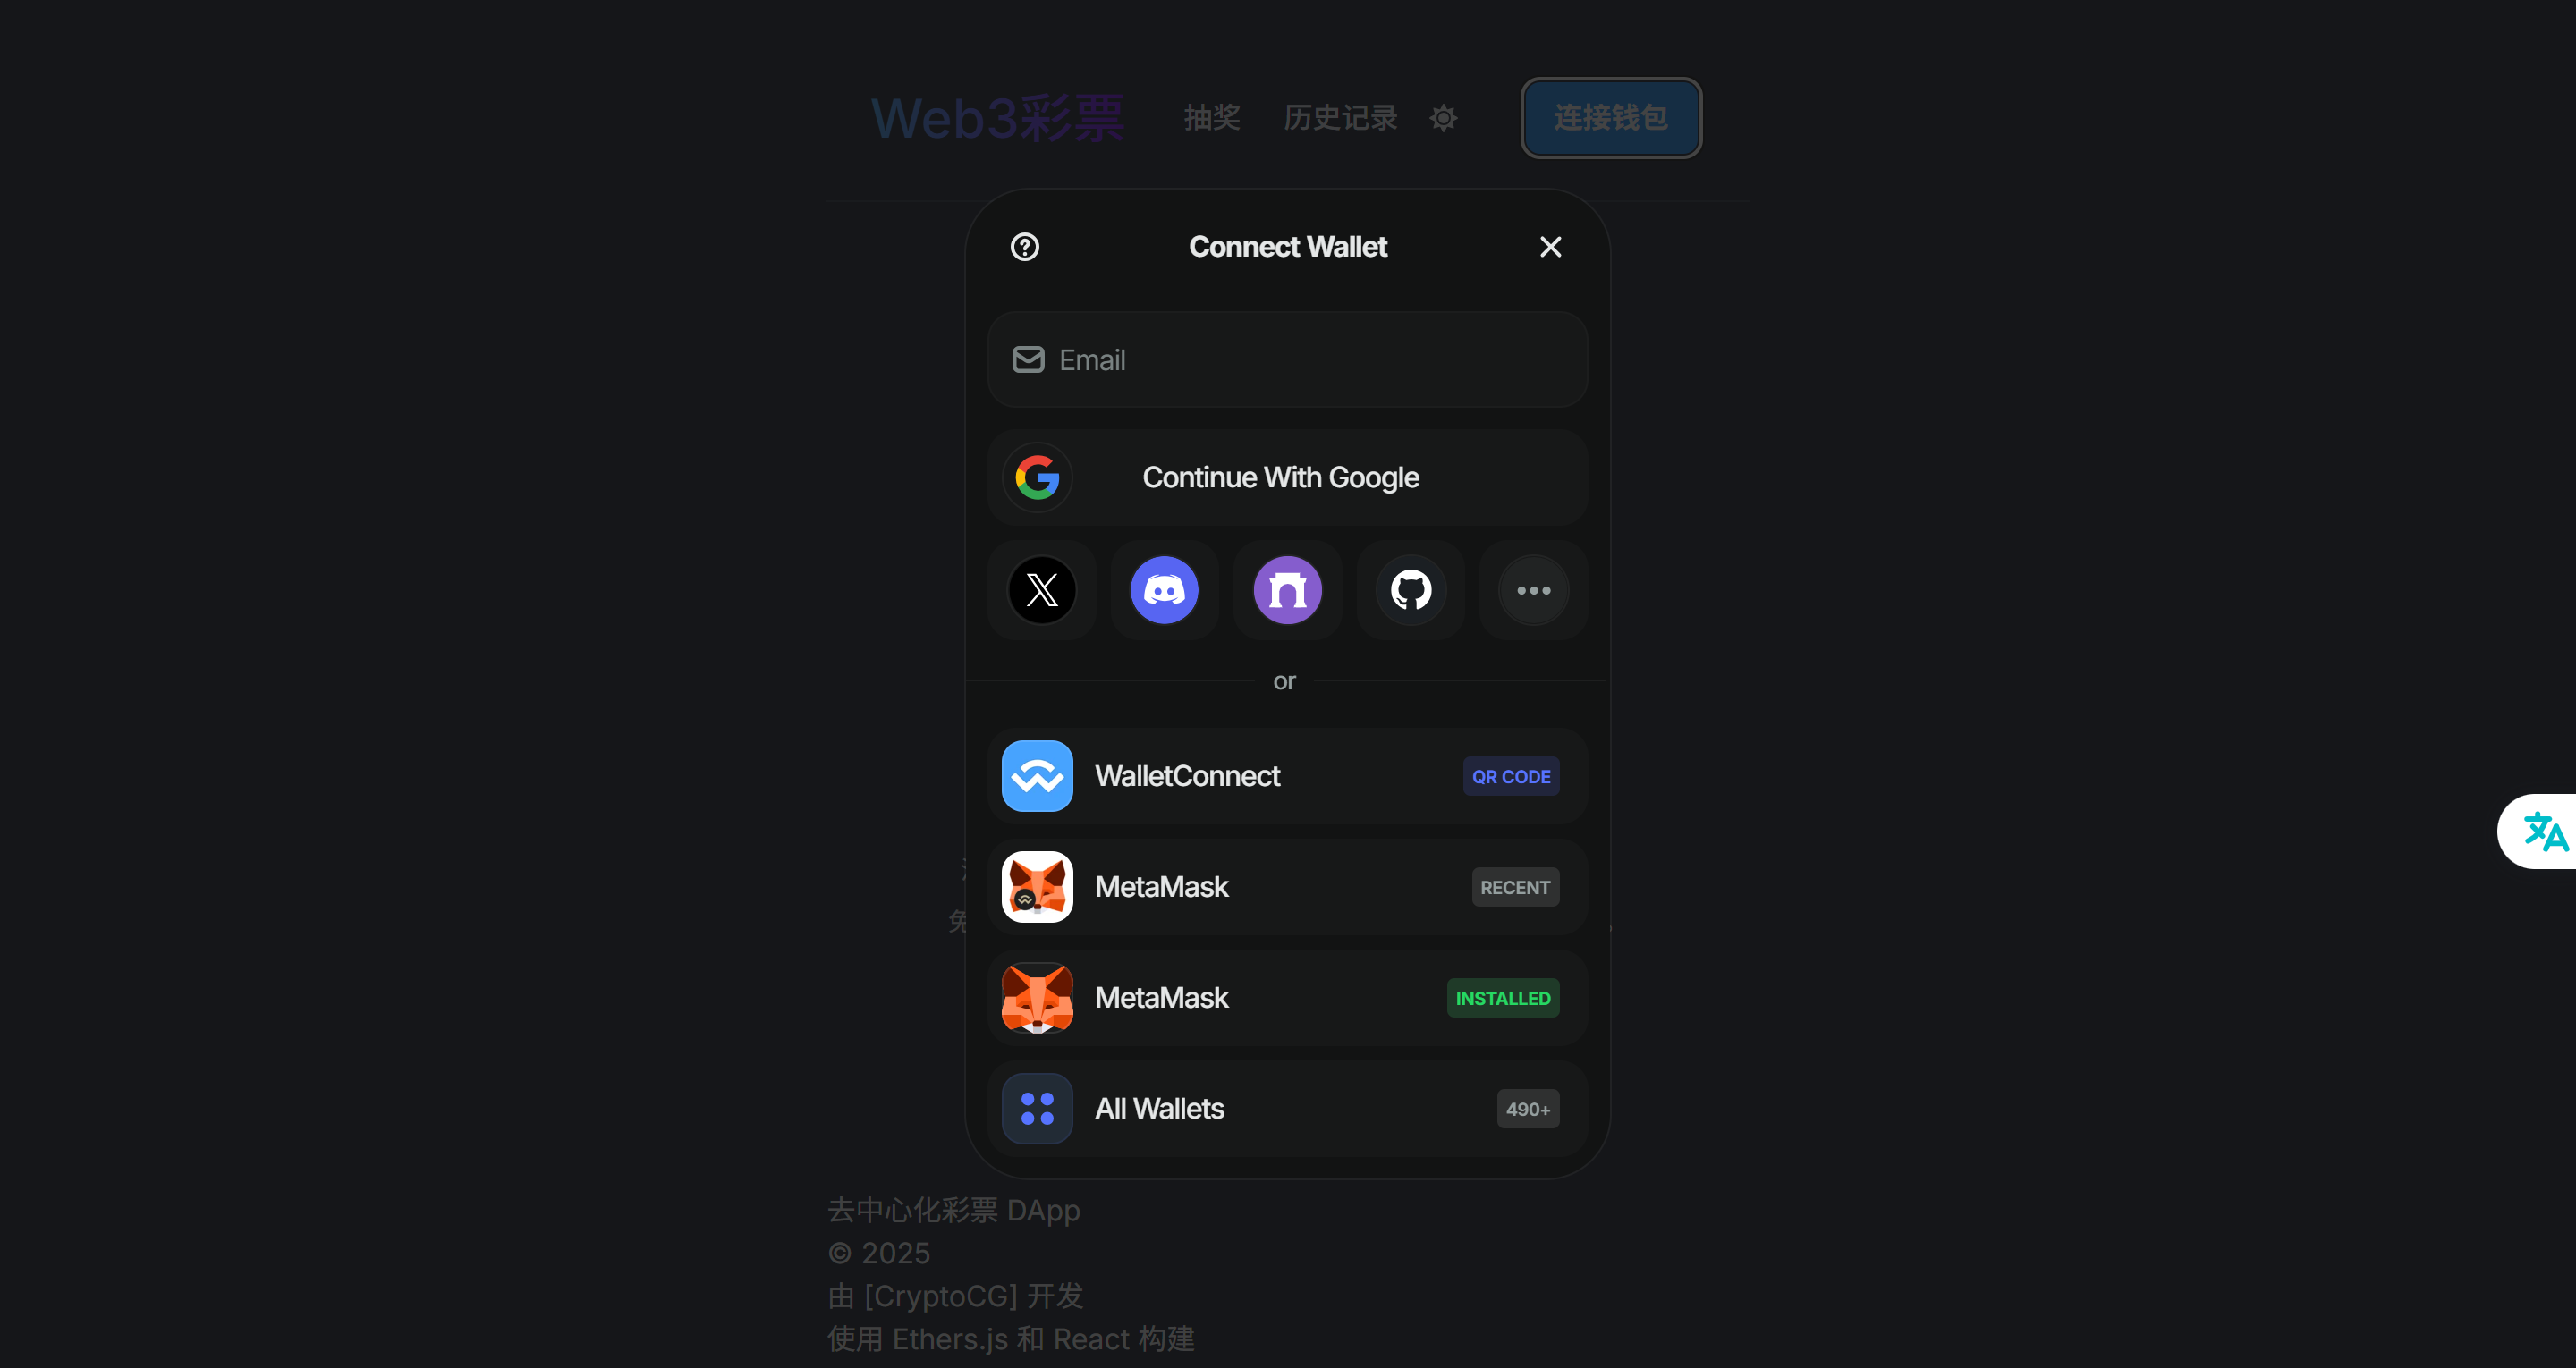 Web3彩票 抽奖 历史记录 连接钱包
Connect Wallet
Email
Continue With Google
or
WalletConnect QR CODE
MetaMask RECENT
MetaMask INSTALLED
All Wallets 490+
免
去中心化彩票 DApp
© 2025
由 [CryptoCG] 开发
使用 Ethers.js 和 React 构建